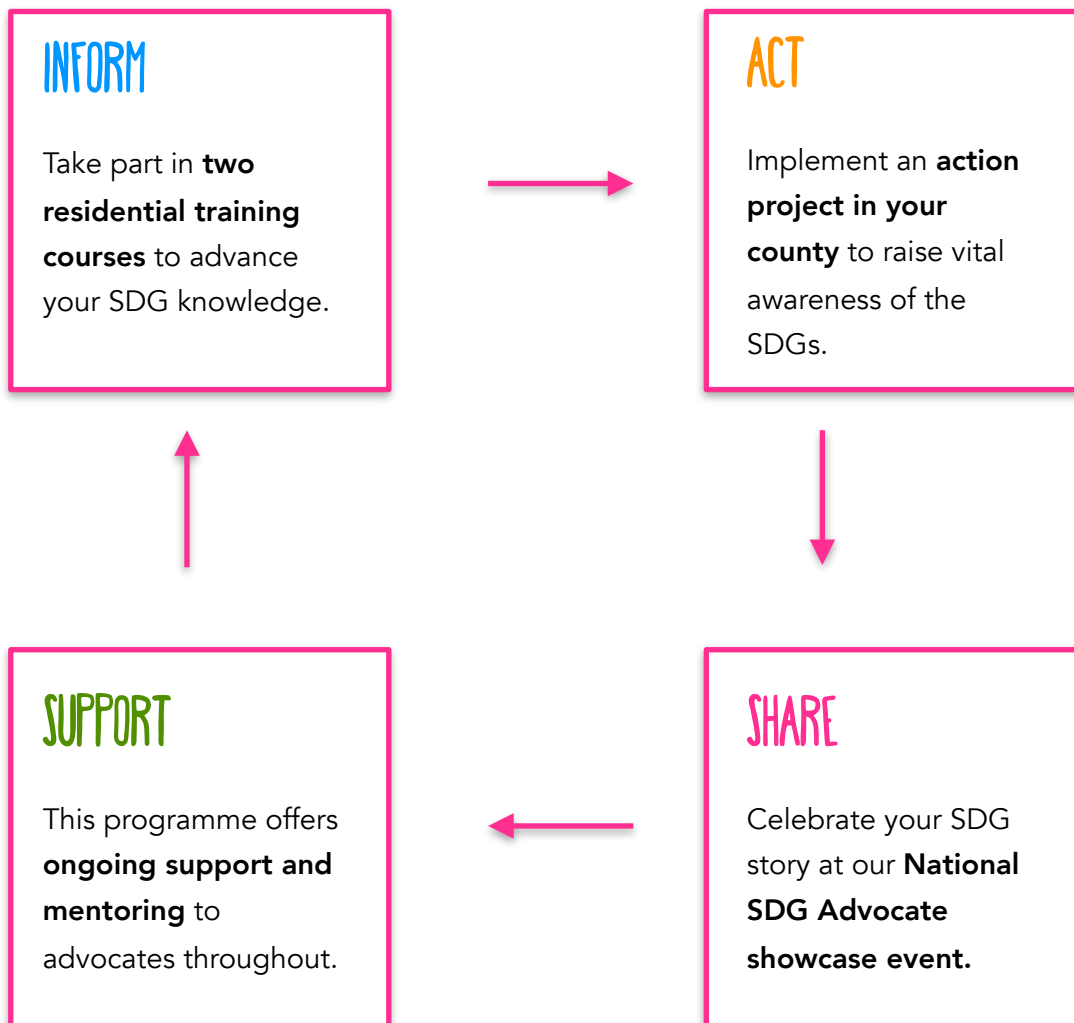 INFORM
Take part in two
residential training
courses to advance
your SDG knowledge.
ACT
Implement an action
project in your
county to raise vital
awareness of the
SDGs.
SUPPORT
This programme offers
ongoing support and
mentoring to
advocates throughout.
SHARE
Celebrate your SDG
story at our National
SDG Advocate
showcase event.